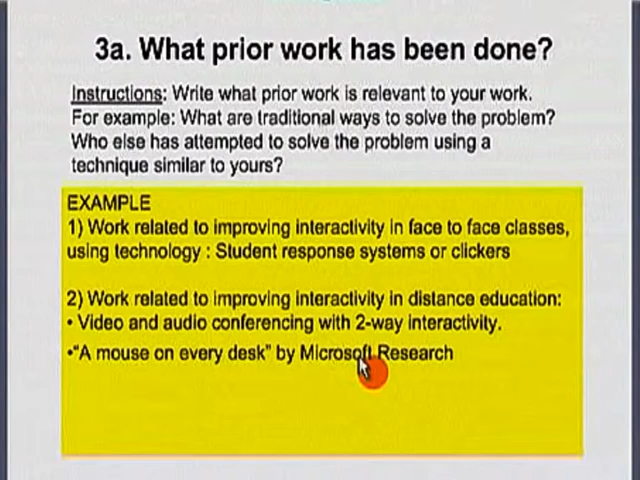 3a. What prior work has been done?
Instructions: Write what prior work is relevant to your work.
For example: What are traditional ways to solve the problem?
Who else has attempted to solve the problem using a
technique similar to yours?
EXAMPLE
1) Work related to improving interactivity in face to face classes,
using technology : Student response systems or clickers
2) Work related to improving interactivity in distance education:
• Video and audio conferencing with 2-way interactivity.
•“A mouse on every desk” by Microsoft Research